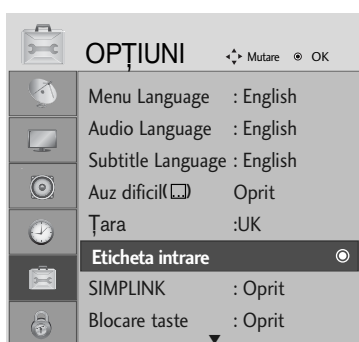 OPȚIUNI Mutare OK
Menu Language : English
Audio Language : English
Subtitle Language : English
Auz dificil( ) Oprit
Țara :UK
Eticheta intrare
SIMPLINK : Oprit
Blocare taste : Oprit